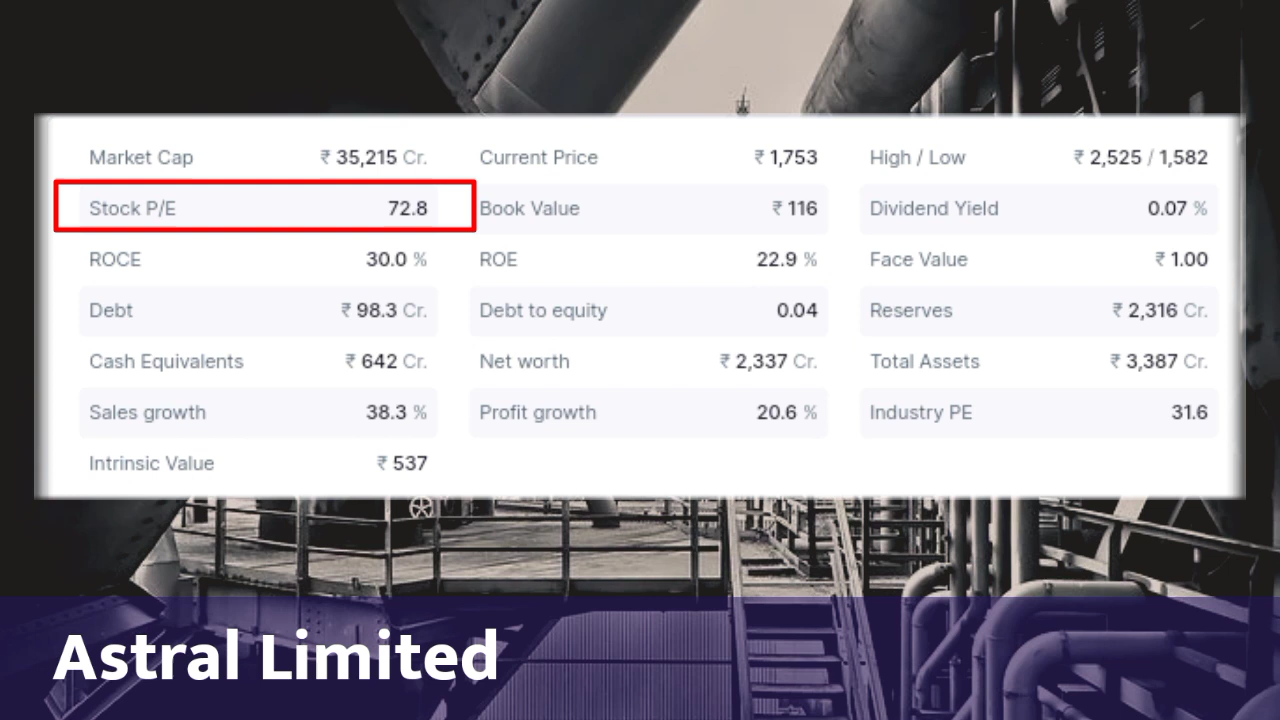 Market Cap ₹ 35,215 Cr. Current Price ₹ 1,753 High / Low ₹ 2,525 / 1,582
Stock P/E 72.8 Book Value ₹ 116 Dividend Yield 0.07 %
ROCE 30.0 % ROE 22.9 % Face Value ₹ 1.00
Debt ₹ 98.3 Cr. Debt to equity 0.04 Reserves ₹ 2,316 Cr.
Cash Equivalents ₹ 642 Cr. Net worth ₹ 2,337 Cr. Total Assets ₹ 3,387 Cr.
Sales growth 38.3 % Profit growth 20.6 % Industry PE 31.6
Intrinsic Value ₹ 537
Astral Limited